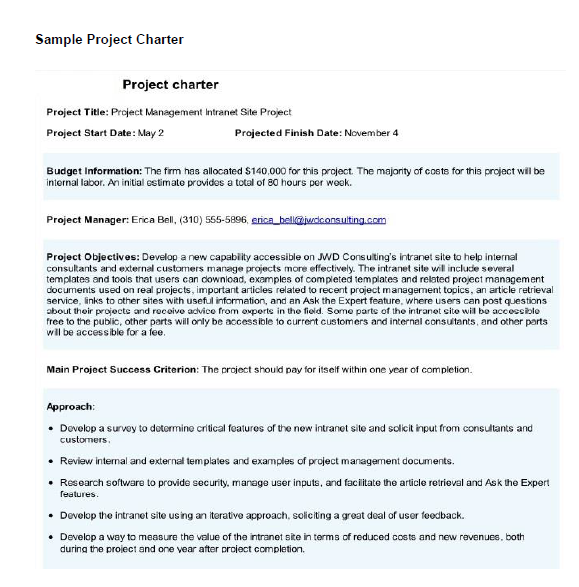 Sample Project Charter
Project charter
Project Title: Project Management Intranet Site Project
Project Start Date: May 2 Projected Finish Date: November 4
Budget Information: The firm has allocated $140,000 for this project. The majority of costs for this project will be
internal labor. An initial estimate provides a total of 80 hours per week.
Project Manager: Erica Bell, (310) 555-5896, erica_bell@jwdconsulting.com
Project Objectives: Develop a new capability accessible on JWD Consulting's intranet site to help internal
consultants and external customers manage projects more effectively. The intranet site will include several
templates and tools that users can download, examples of completed templates and related project management
documents used on real projects, important articles related to recent project management topics, an article retrieval
service, links to other sites with useful information, and an Ask the Expert feature, where users can post questions
about their projects and receive advice from experts in the field. Some parts of the intranet site will be accessible
free to the public, other parts will only be accessible to current customers and internal consultants, and other parts
will be accessible for a fee.
Main Project Success Criterion: The project should pay for itself within one year of completion.
Approach:
• Develop a survey to determine critical features of the new intranet site and solicit input from consultants and
customers.
• Review internal and external templates and examples of project management documents.
• Research software to provide security, manage user inputs, and facilitate the article retrieval and Ask the Expert
features.
• Develop the intranet site using an iterative approach, soliciting a great deal of user feedback.
• Develop a way to measure the value of the intranet site in terms of reduced costs and new revenues, both
during the project and one year after project completion.